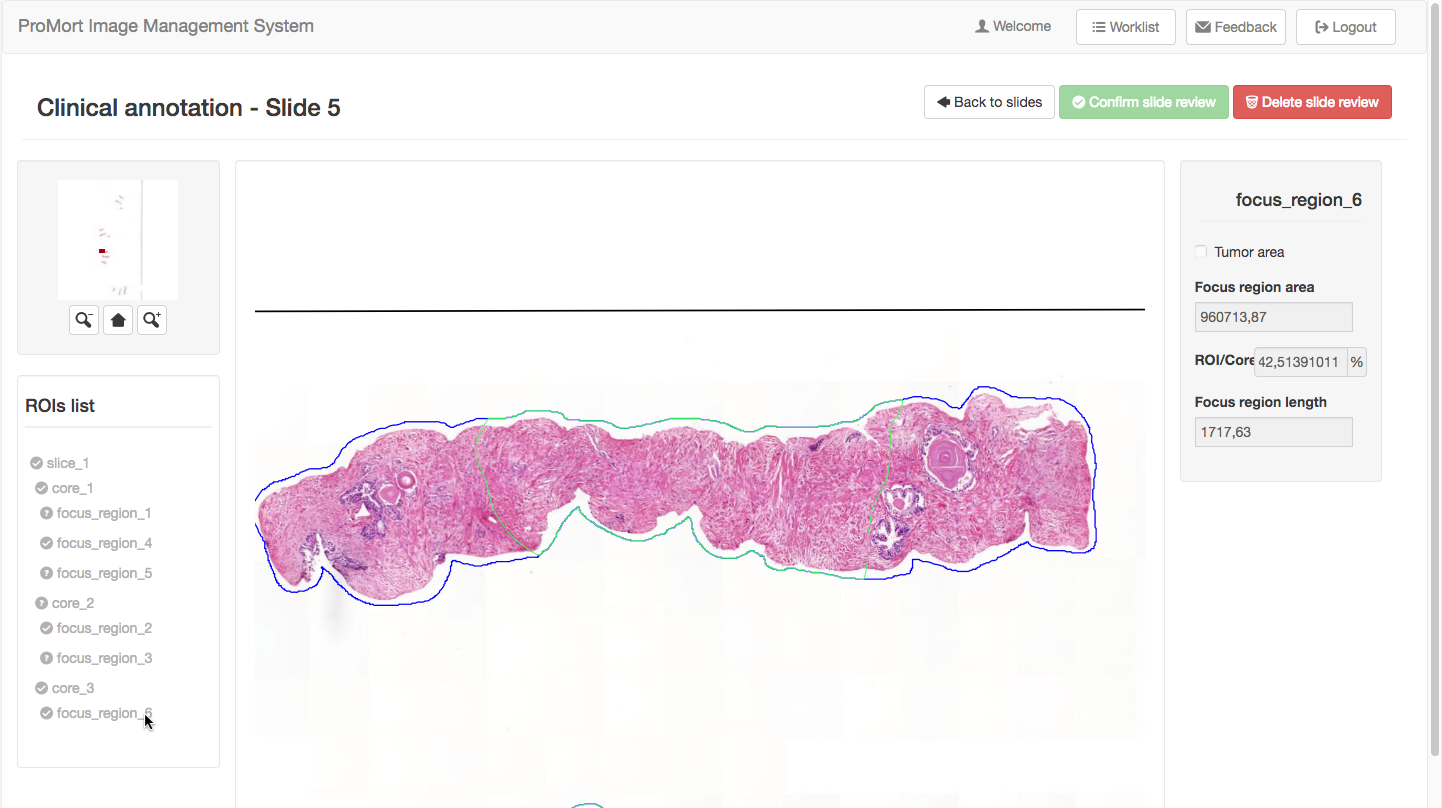 ProMort Image Management System
Welcome
Worklist
Feedback
Logout
Clinical annotation - Slide 5
Back to slides
Confirm slide review
Delete slide review
ROIs list
slice_1
core_1
focus_region_1
focus_region_4
focus_region_5
core_2
focus_region_2
focus_region_3
core_3
focus_region_6
focus_region_6
Tumor area
Focus region area
960713,87
ROI/Core
42,51391011 %
Focus region length
1717,63